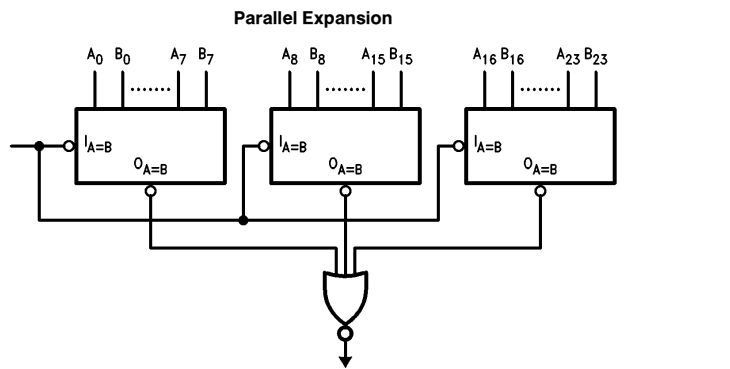 Parallel Expansion
A0 B0 ....... A7 B7 A8 B8 ....... A15 B15 A16 B16 ....... A23 B23
IA=B IA=B IA=B
OA=B OA=B OA=B